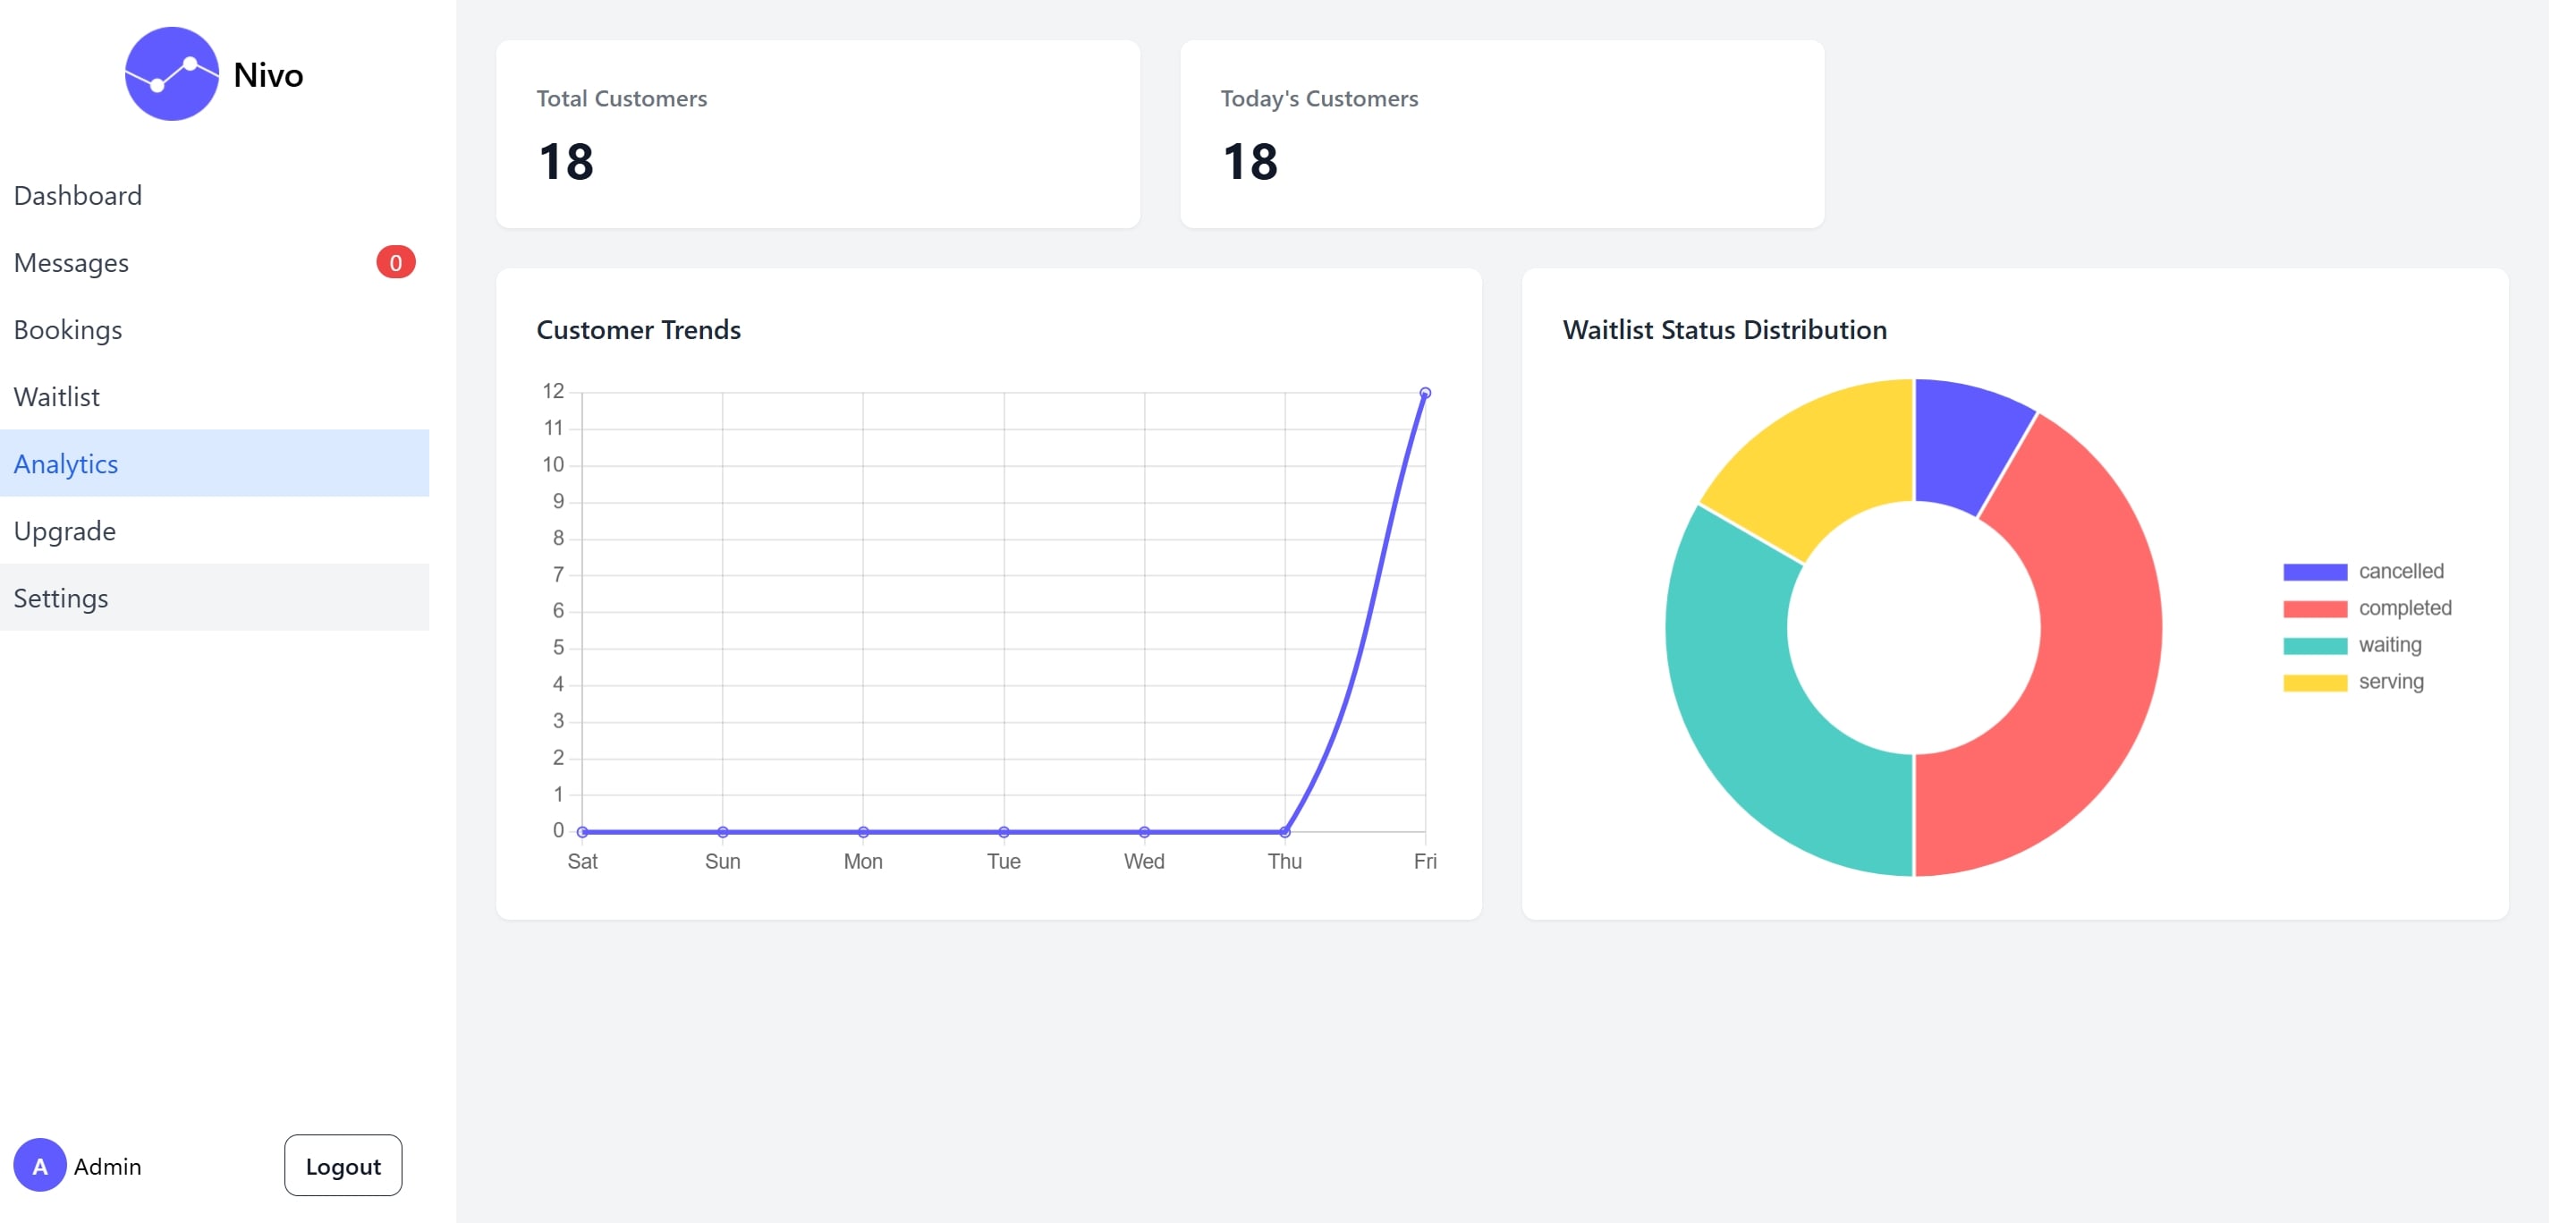 Nivo
Dashboard
Messages 0
Bookings
Waitlist
Analytics
Upgrade
Settings
A Admin
Logout
Total Customers
18
Today's Customers
18
Customer Trends
12
11
10
9
8
7
6
5
4
3
2
1
0
Sat Sun Mon Tue Wed Thu Fri
Waitlist Status Distribution
cancelled
completed
waiting
serving